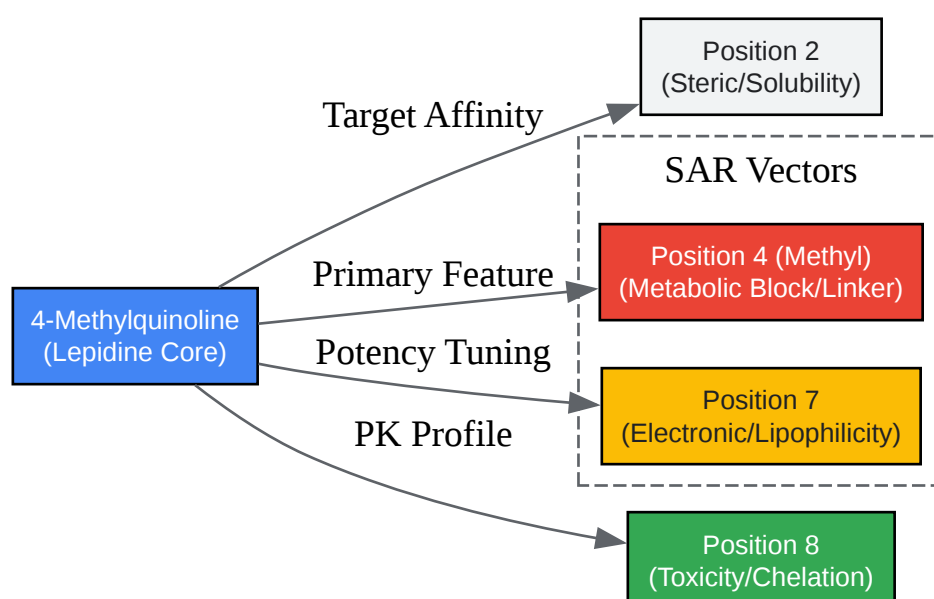 Position 2
(Steric/Solubility)
Target Affinity
SAR Vectors
Position 4 (Methyl)
(Metabolic Block/Linker)
Primary Feature
4-Methylquinoline
(Lepidine Core)
Potency Tuning
Position 7
(Electronic/Lipophilicity)
PK Profile
Position 8
(Toxicity/Chelation)